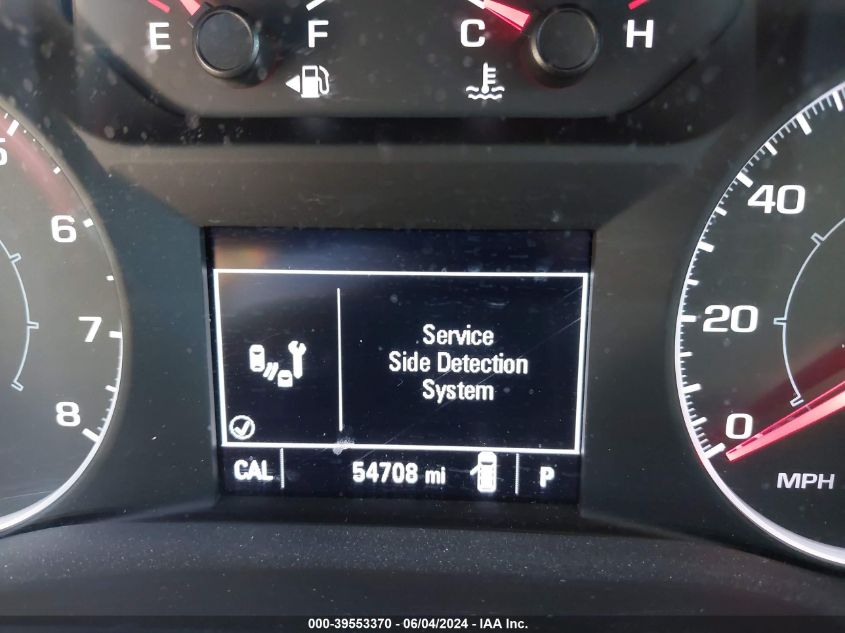 E F C H
5
6
7
8
40
20
0
MPH
Service
Side Detection
System
CAL 54708 mi P
000-39553370 - 06/04/2024 - IAA Inc.